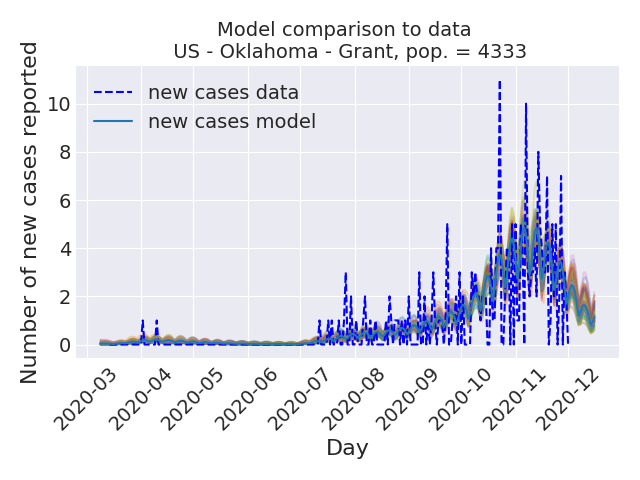 Model comparison to data
US - Oklahoma - Grant, pop. = 4333
new cases data
new cases model
Number of new cases reported
10
8
6
4
2
0
2020-03
2020-04
2020-05
2020-06
2020-07
2020-08
2020-09
2020-10
2020-11
2020-12
Day